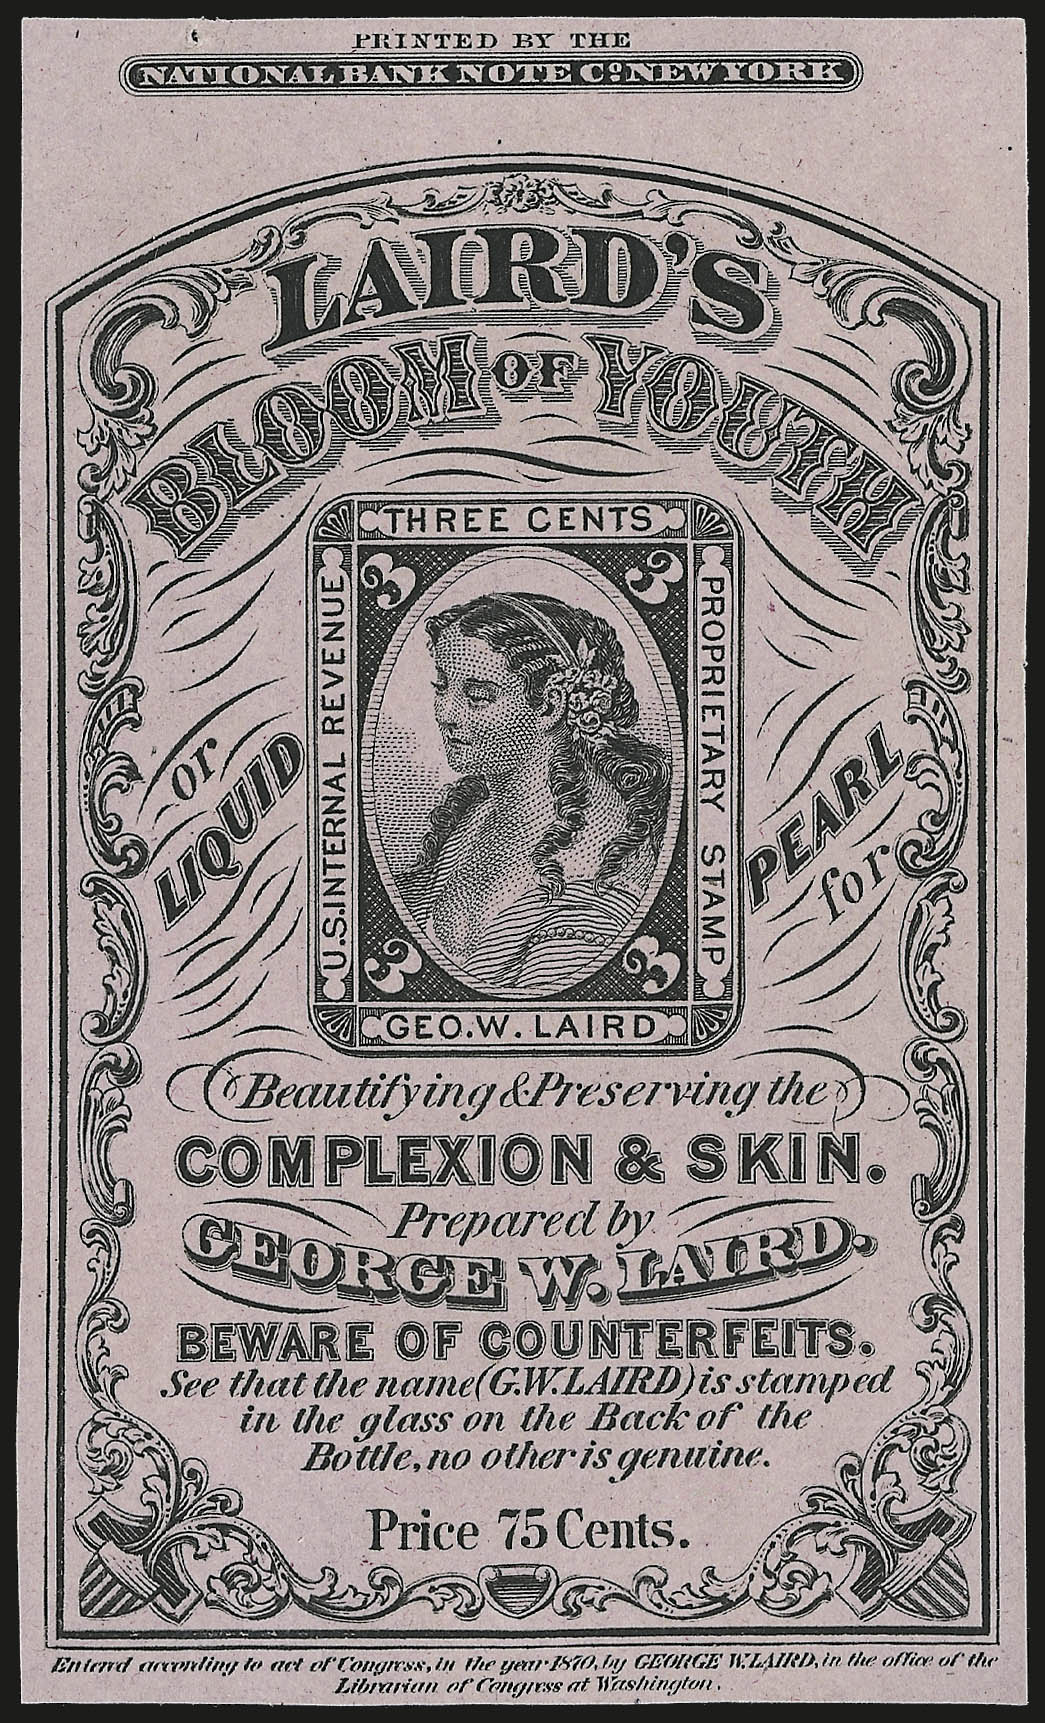 PRINTED BY THE
NATIONAL BANK NOTE Co NEW YORK
LAIRD'S
BLOOM OF YOUTH
THREE CENTS
3 3
U.S. INTERNAL REVENUE
PROPRIETARY STAMP
or
LIQUID
PEARL
for
3 3
GEO. W. LAIRD
Beautifying & Preserving the
COMPLEXION & SKIN.
Prepared by
GEORGE W. LAIRD.
BEWARE OF COUNTERFEITS.
See that the name (G.W. LAIRD) is stamped
in the glass on the Back of the
Bottle, no other is genuine.
Price 75 Cents.
Entered according to act of Congress, in the year 1870, by GEORGE W. LAIRD, in the office of the
Librarian of Congress at Washington.